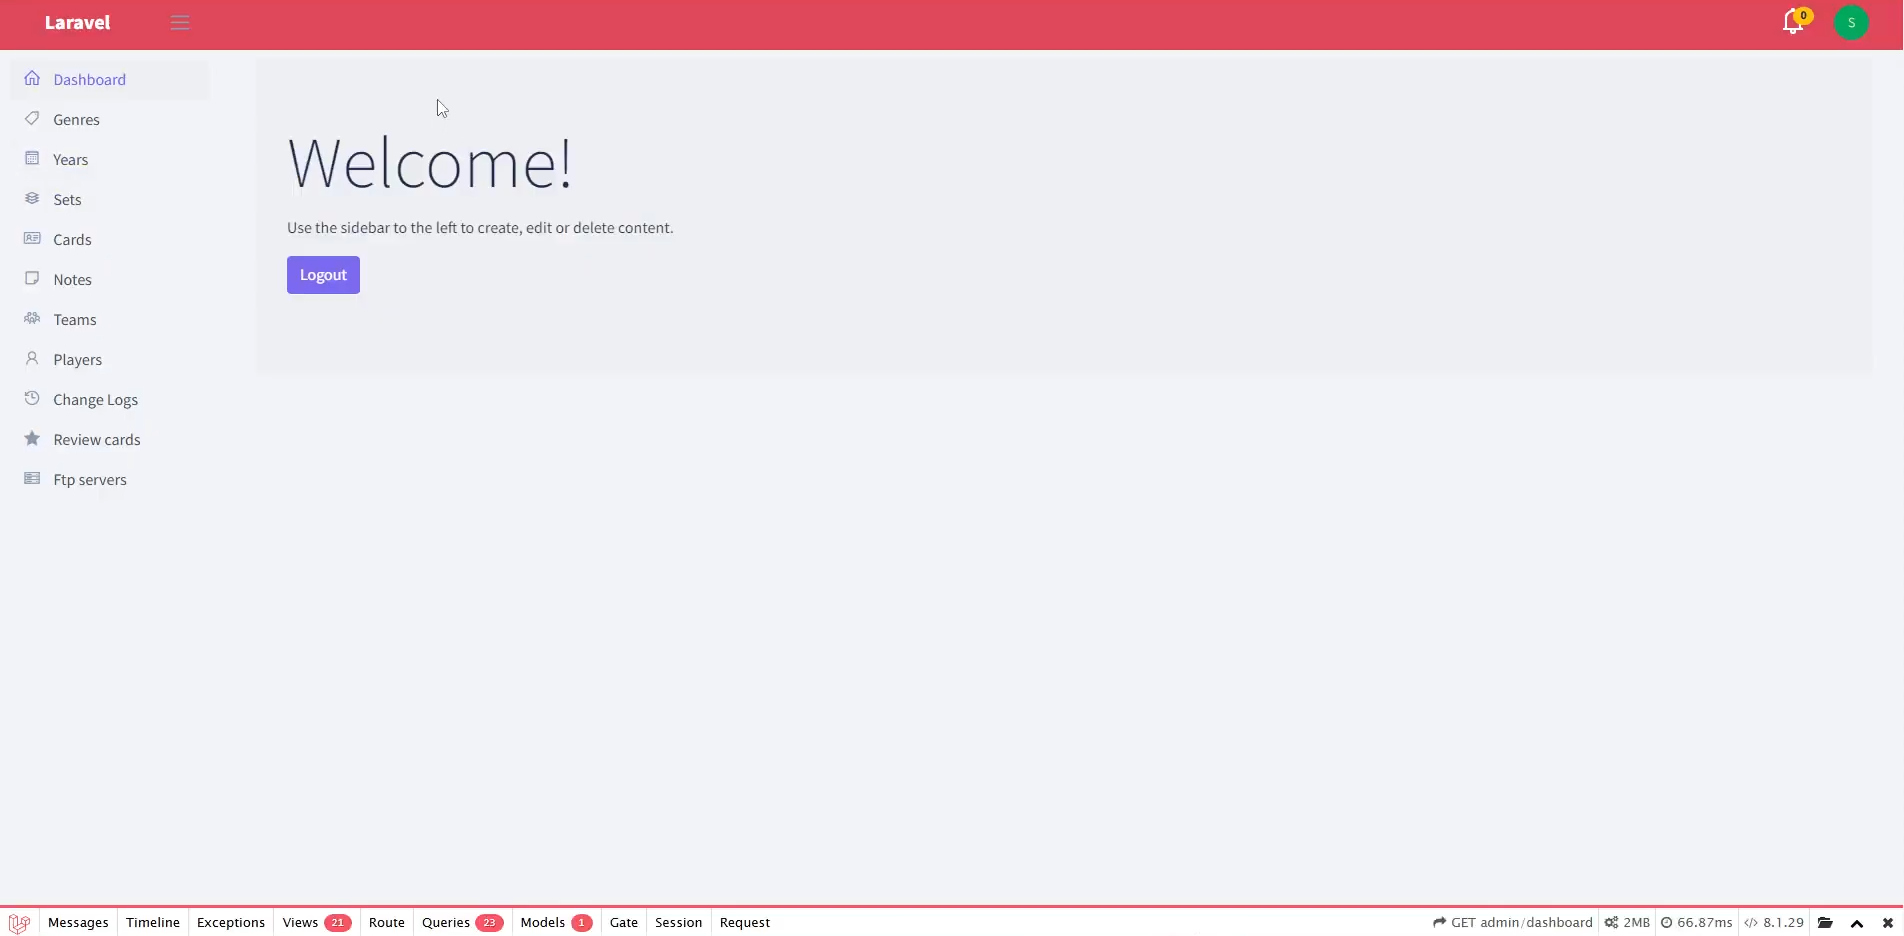 Laravel
0
S
Dashboard
Genres
Years
Sets
Cards
Notes
Teams
Players
Change Logs
Review cards
Ftp servers
Welcome!
Use the sidebar to the left to create, edit or delete content.
Logout
Messages Timeline Exceptions Views 21 Route Queries 23 Models 1 Gate Session Request GET admin/dashboard 2MB 66.87ms </> 8.1.29